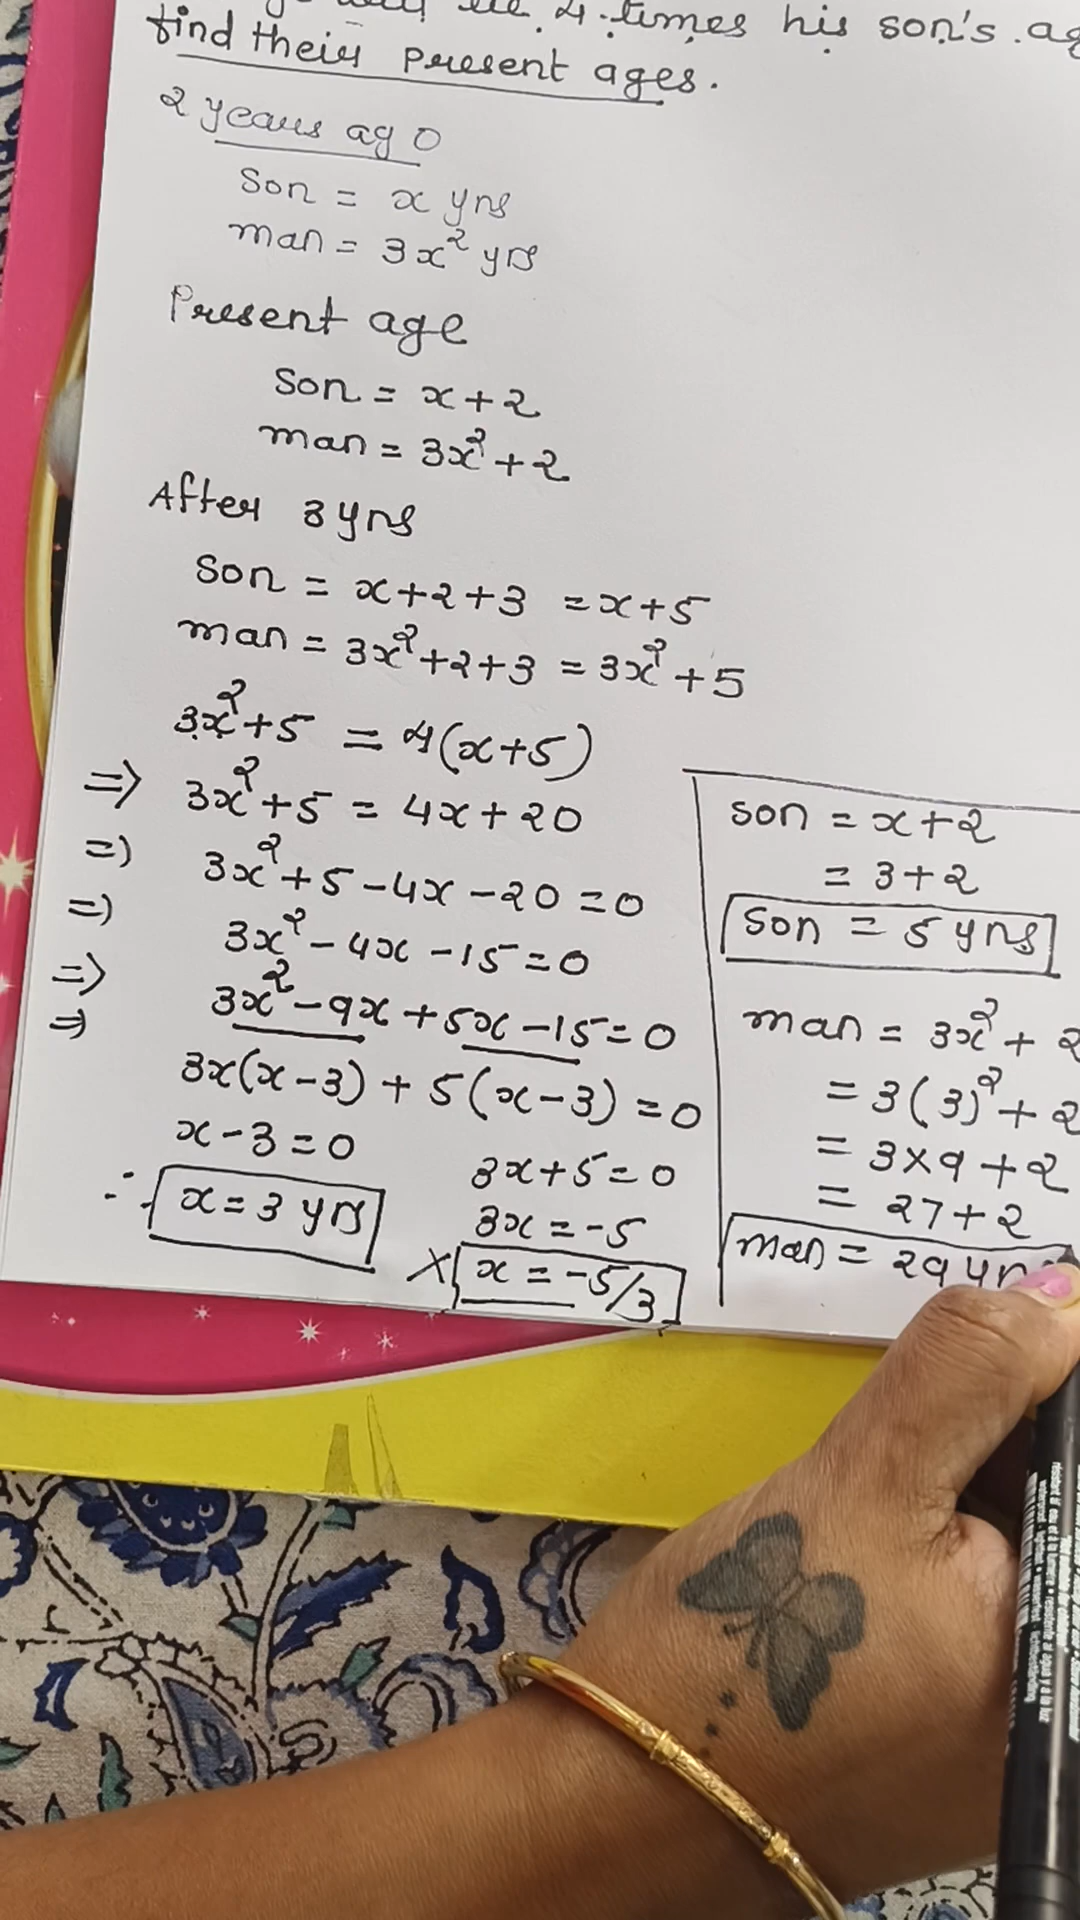 4 times his son's
find their present ages.
2 years ago
Son = x yrs
man = 3x² yrs
Present age
Son = x+2
man = 3x²+2
After 3 yrs
Son = x+2+3 = x+5
man = 3x²+2+3 = 3x²+5
3x²+5 = 4(x+5)
=> 3x²+5 = 4x+20
=> 3x²+5-4x-20=0
=> 3x²-4x-15=0
=> 3x²-9x+5x-15=0
=> 3x(x-3)+5(x-3)=0
x-3=0
3x+5=0
∴ x=3 yrs
3x=-5
× x=-5/3
son = x+2
= 3+2
son = 5 yrs
man = 3x²+2
= 3(3)²+2
= 3×9+2
= 27+2
man = 29